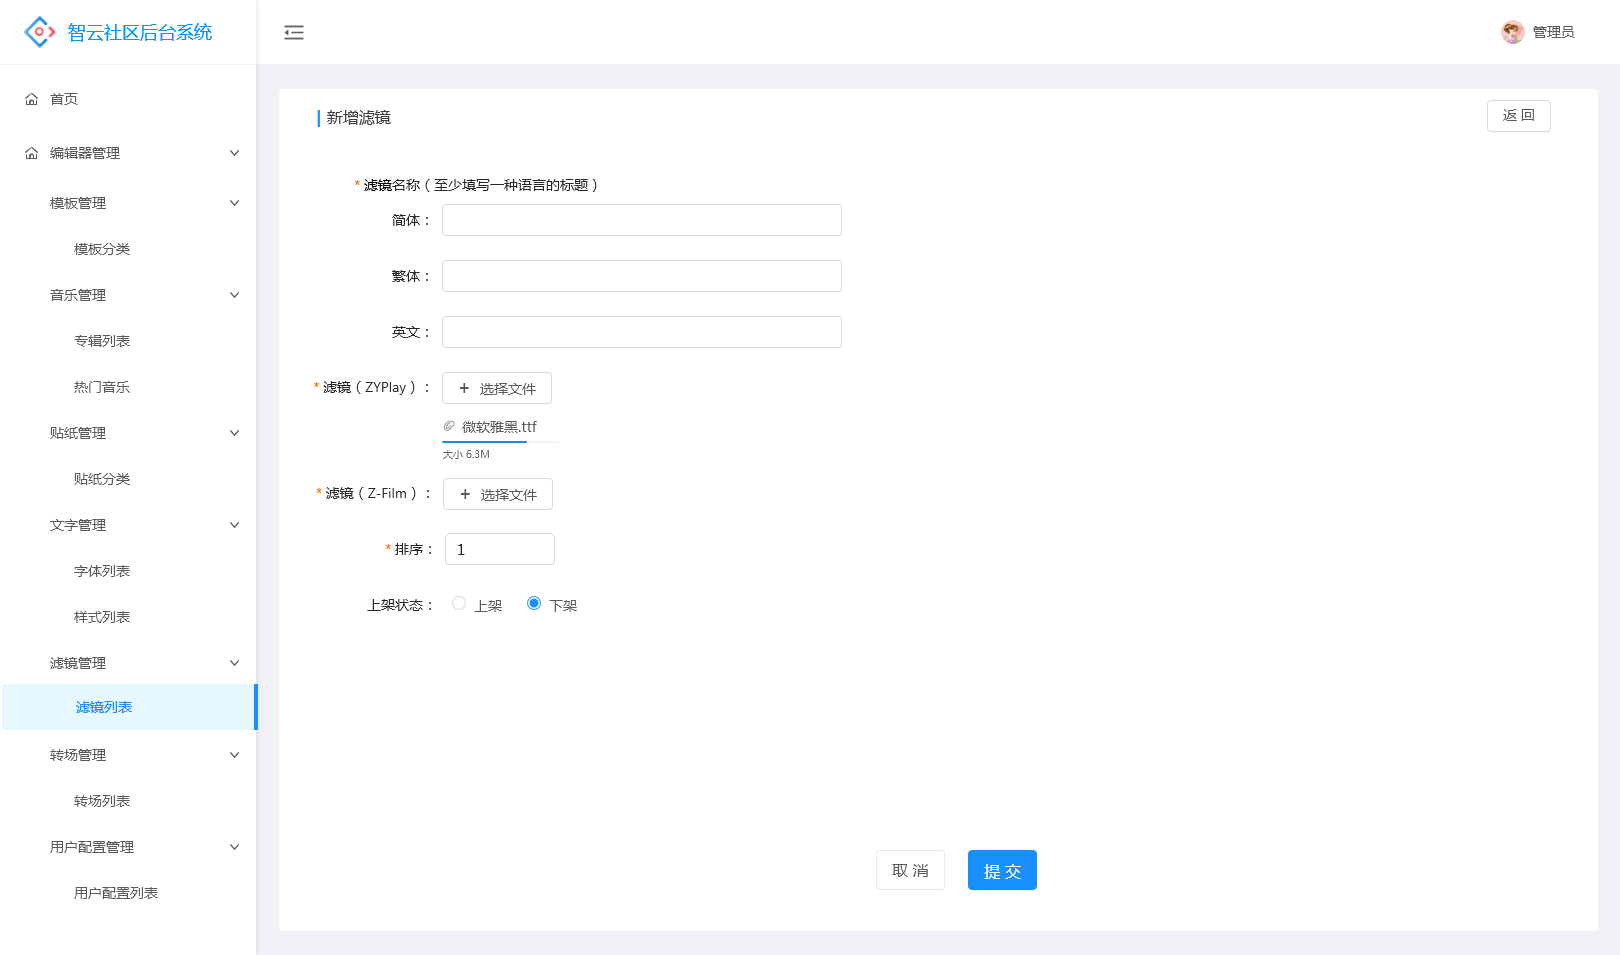 智云社区后台系统
管理员
首页
编辑器管理
模板管理
模板分类
音乐管理
专辑列表
热门音乐
贴纸管理
贴纸分类
文字管理
字体列表
样式列表
滤镜管理
滤镜列表
转场管理
转场列表
用户配置管理
用户配置列表
新增滤镜
返 回
* 滤镜名称（至少填写一种语言的标题）
简体：
繁体：
英文：
* 滤镜（ZYPlay）：
+ 选择文件
微软雅黑.ttf
大小 6.3M
* 滤镜（Z-Film）：
+ 选择文件
* 排序： 1
上架状态： 上架 下架
取 消
提 交